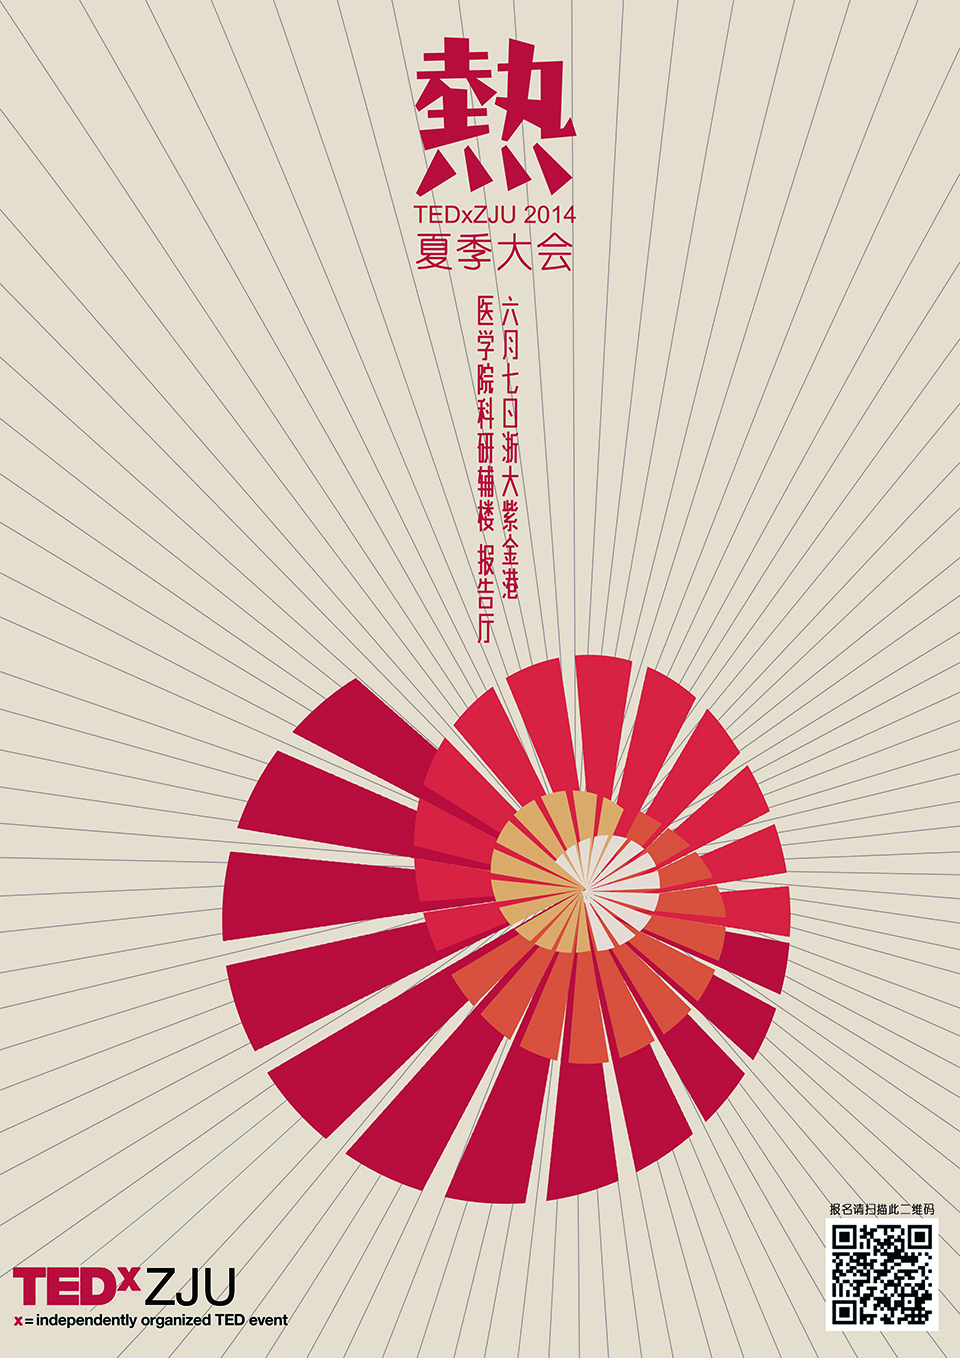 熱
TEDxZJU 2014
夏季大会
六月七日浙大紫金港
医学院科研辅楼 报告厅
报名请扫描此二维码
TEDxZJU
x = independently organized TED event